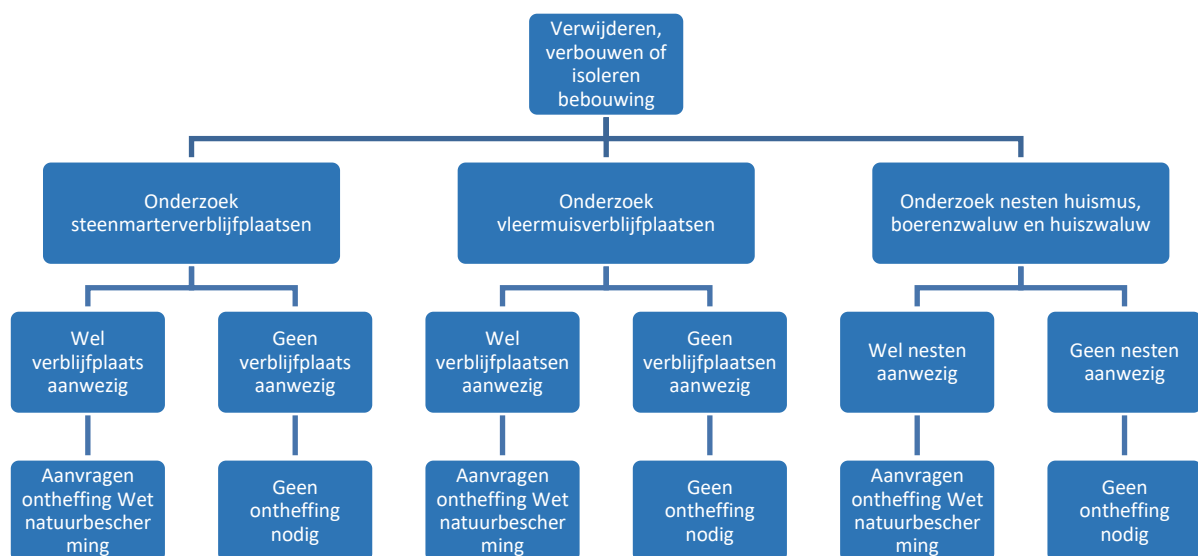 Verwijderen,
verbouwen of
isoleren
bebouwing
Onderzoek
steenmarterverblijfplaatsen
Onderzoek
vleermuisverblijfplaatsen
Onderzoek nesten huismus,
boerenzwaluw en huiszwaluw
Wel
verblijfplaats
aanwezig
Geen
verblijfplaats
aanwezig
Wel
verblijfplaatsen
aanwezig
Geen
verblijfplaatsen
aanwezig
Wel nesten
aanwezig
Geen nesten
aanwezig
Aanvragen
ontheffing Wet
natuurbescher
ming
Geen
ontheffing
nodig
Aanvragen
ontheffing Wet
natuurbescher
ming
Geen
ontheffing
nodig
Aanvragen
ontheffing Wet
natuurbescher
ming
Geen
ontheffing
nodig